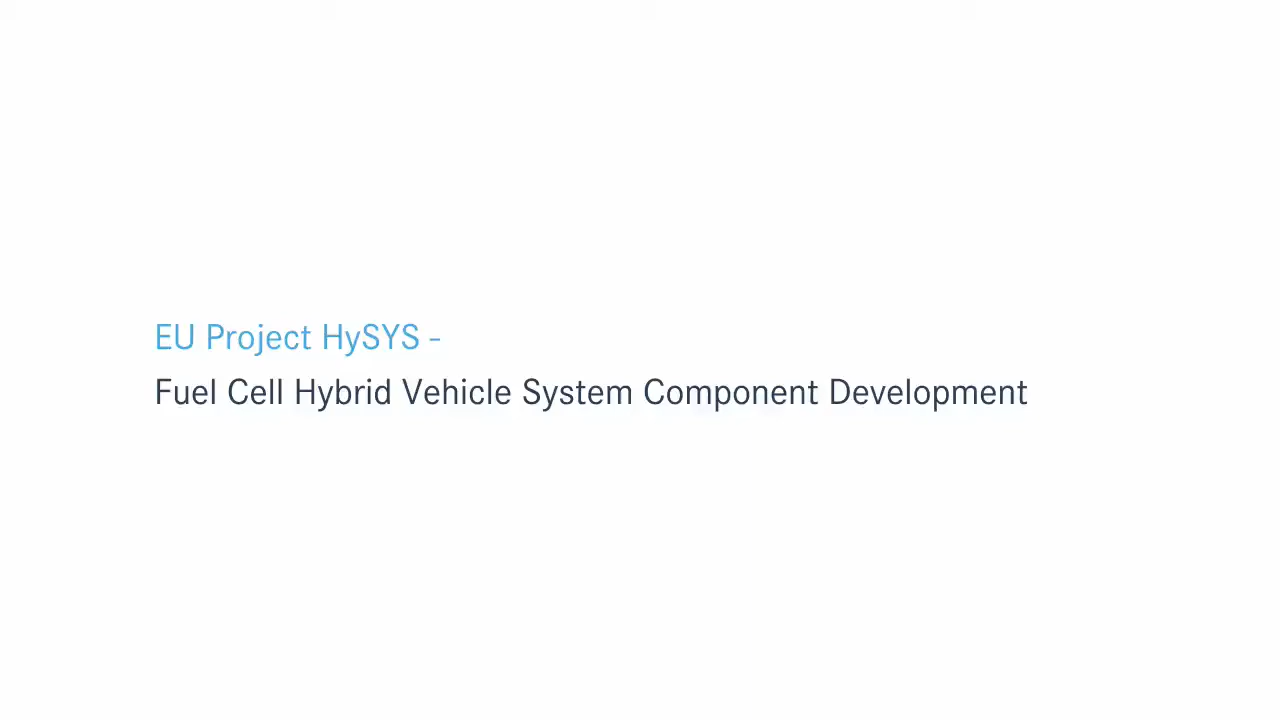 EU Project HySYS -
Fuel Cell Hybrid Vehicle System Component Development